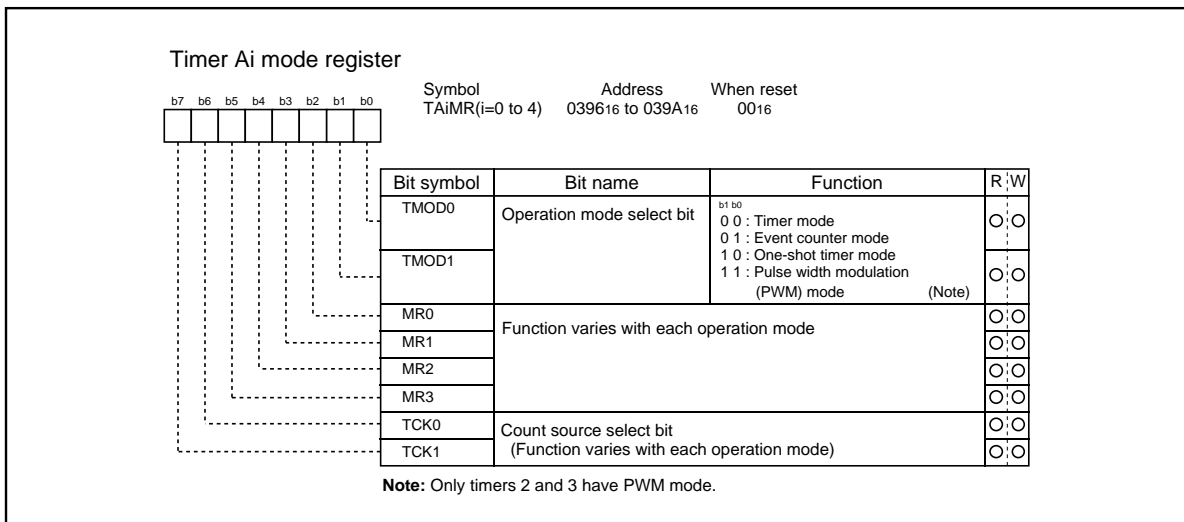 Timer Ai mode register
Symbol Address When reset
TAiMR(i=0 to 4) 039616 to 039A16 0016
b7 b6 b5 b4 b3 b2 b1 b0
Bit symbol Bit name Function R W
TMOD0 Operation mode select bit b1 b0
0 0 : Timer mode
0 1 : Event counter mode
TMOD1 1 0 : One-shot timer mode
1 1 : Pulse width modulation
(PWM) mode (Note)
MR0 Function varies with each operation mode
MR1
MR2
MR3
TCK0 Count source select bit
TCK1 (Function varies with each operation mode)
Note: Only timers 2 and 3 have PWM mode.